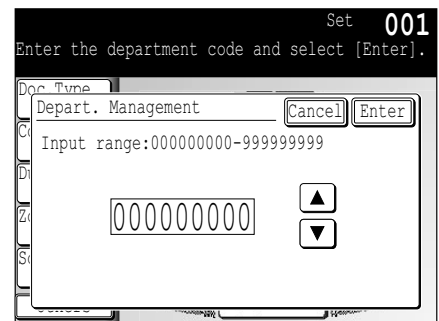 Set 001
Enter the department code and select [Enter].
Doc Type
Depart. Management Cancel Enter
Input range:000000000-999999999
000000000